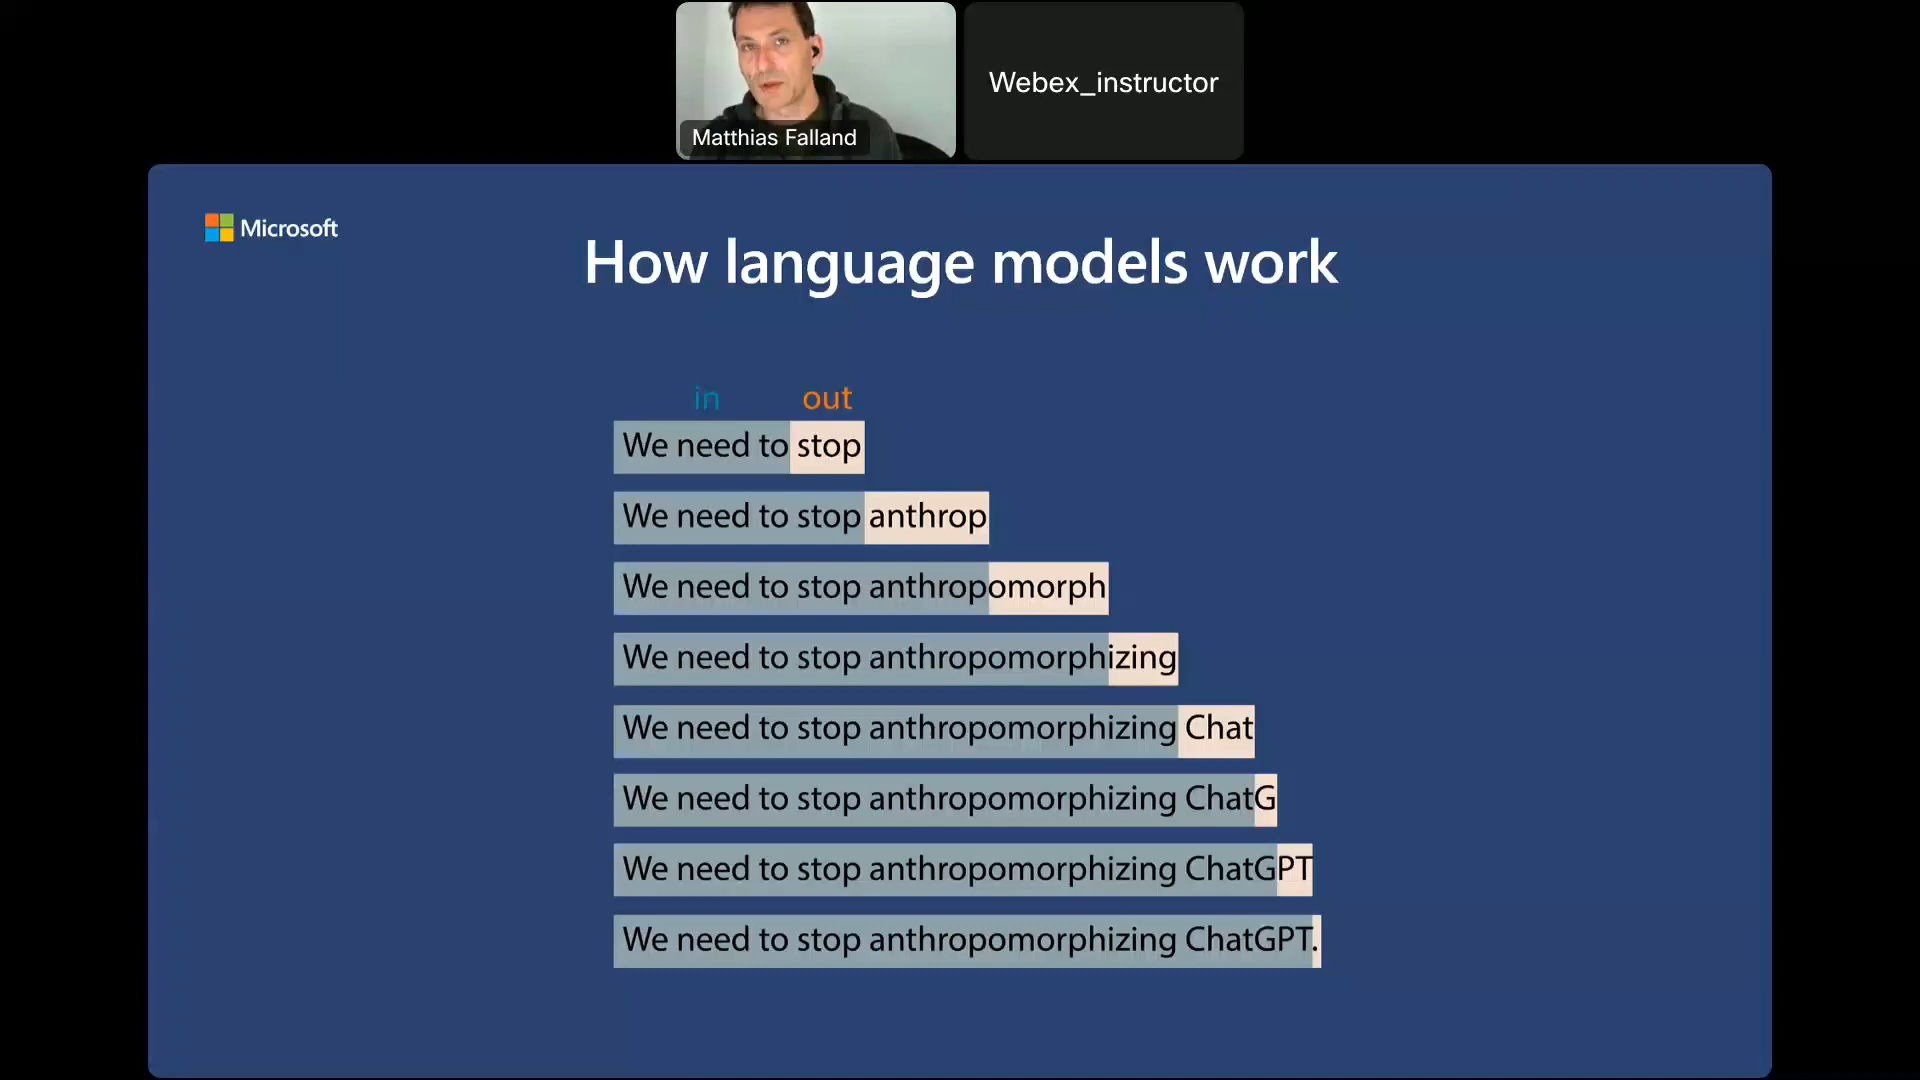 Matthias Falland
Webex_instructor
Microsoft
How language models work
in out
We need to stop
We need to stop anthrop
We need to stop anthropomorph
We need to stop anthropomorphizing
We need to stop anthropomorphizing Chat
We need to stop anthropomorphizing ChatG
We need to stop anthropomorphizing ChatGPT
We need to stop anthropomorphizing ChatGPT.